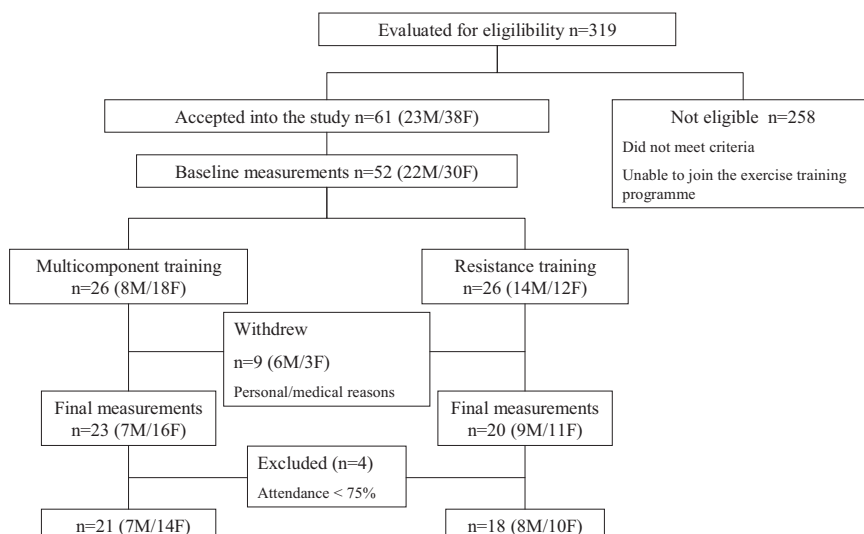 Evaluated for eligilibility n=319
Accepted into the study n=61 (23M/38F)
Not eligible n=258
Did not meet criteria
Unable to join the exercise training
programme
Baseline measurements n=52 (22M/30F)
Multicomponent training
n=26 (8M/18F)
Resistance training
n=26 (14M/12F)
Withdrew
n=9 (6M/3F)
Personal/medical reasons
Final measurements
n=23 (7M/16F)
Final measurements
n=20 (9M/11F)
Excluded (n=4)
Attendance < 75%
n=21 (7M/14F)
n=18 (8M/10F)